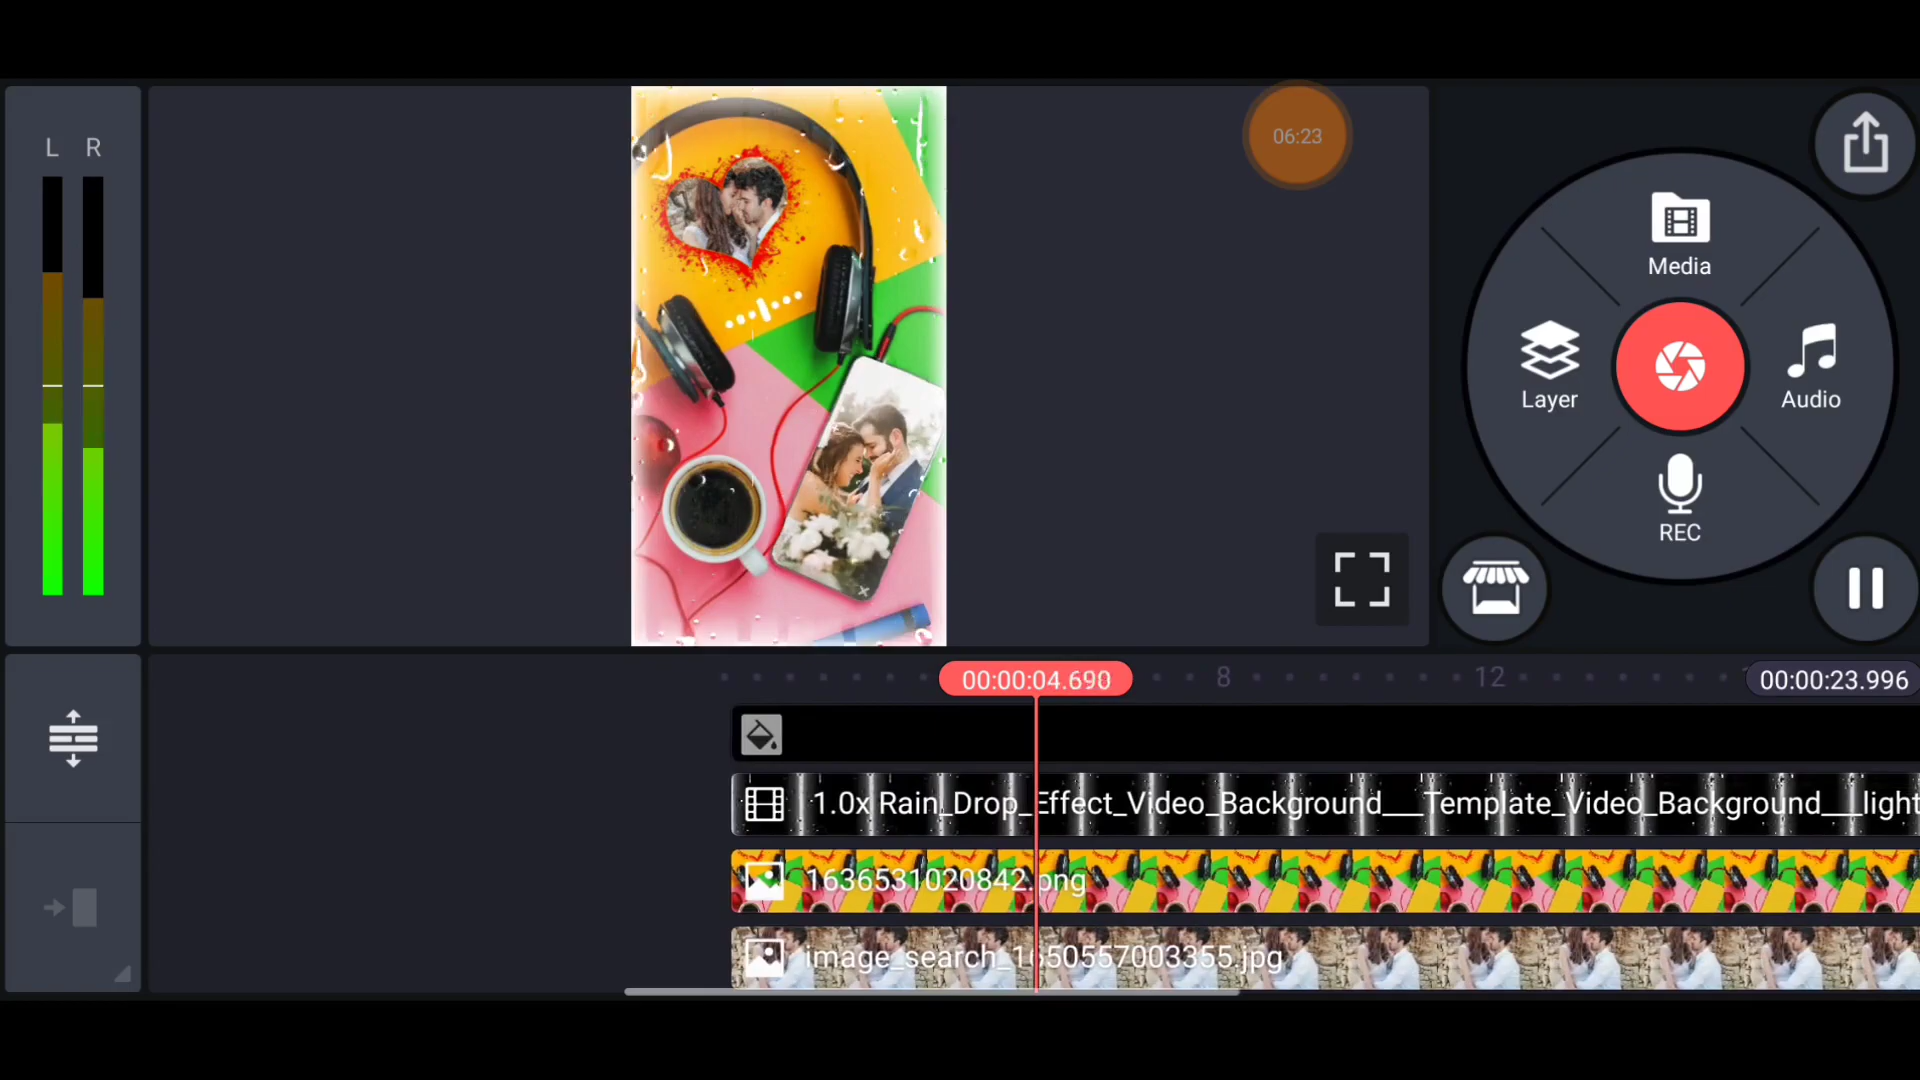 L R
06:23
Media
Layer
Audio
REC
00:00:04.690
8
12
00:00:23.996
1.0x Rain_Drop_Effect_Video_Background___Template_Video_Background___light
1636531020842.png
image_search_1650557003355.jpg